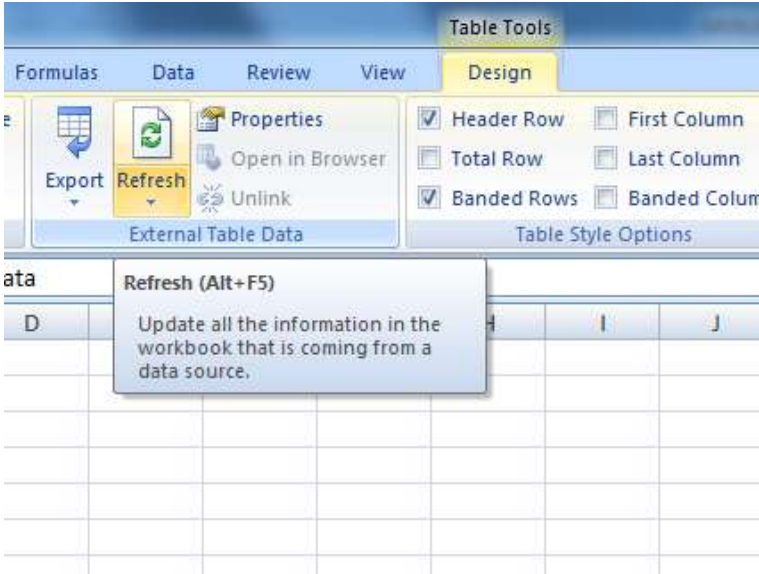 Table Tools
Formulas Data Review View Design
Export
Refresh
Properties
Open in Browser
Unlink
External Table Data
Header Row First Column
Total Row Last Column
Banded Rows Banded Colum
Table Style Options
ata
Refresh (Alt+F5)
Update all the information in the
workbook that is coming from a
data source.
D H I J